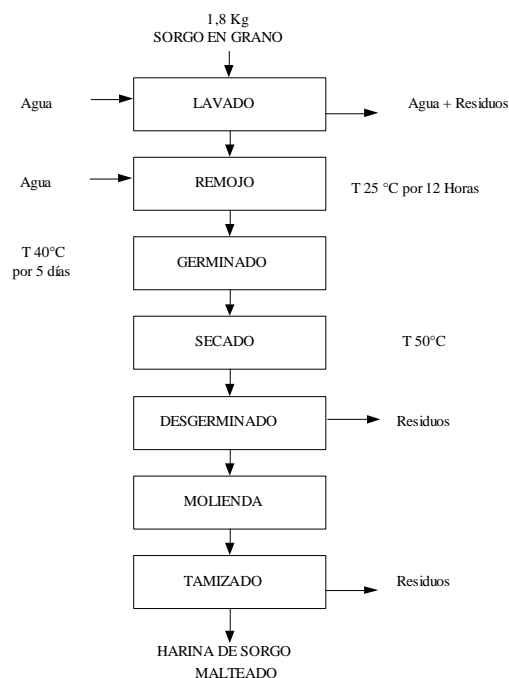 1,8 Kg
SORGO EN GRANO
Agua
LAVADO
Agua + Residuos
Agua
REMOJO
T 25 °C por 12 Horas
T 40°C
por 5 días
GERMINADO
SECADO
T 50°C
DESGERMINADO
Residuos
MOLIENDA
TAMIZADO
Residuos
HARINA DE SORGO
MALTEADO